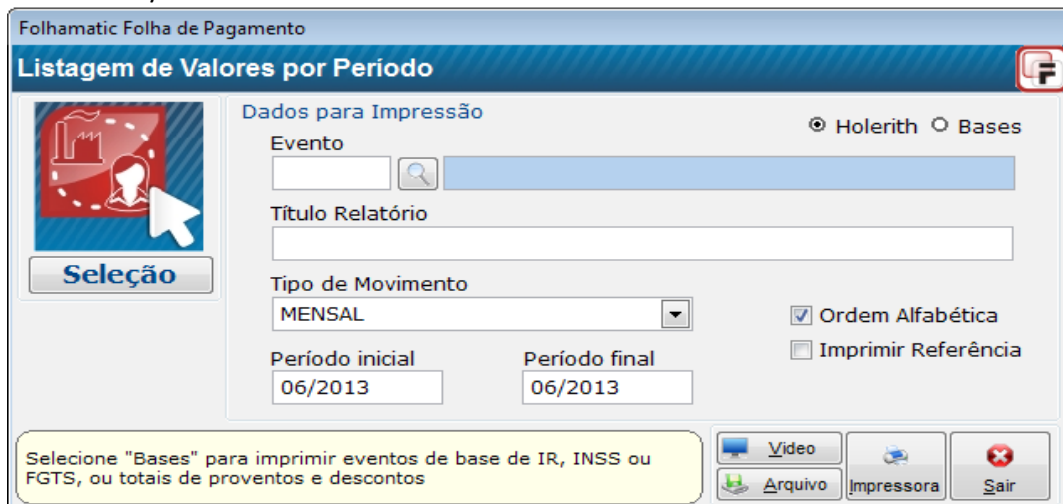 Folhamatic Folha de Pagamento
Listagem de Valores por Período
Dados para Impressão
Holerith Bases
Evento
Título Relatório
Seleção
Tipo de Movimento
MENSAL
Ordem Alfabética
Imprimir Referência
Período inicial Período final
06/2013 06/2013
Selecione "Bases" para imprimir eventos de base de IR, INSS ou
FGTS, ou totais de proventos e descontos
Video
Arquivo
Impressora
Sair